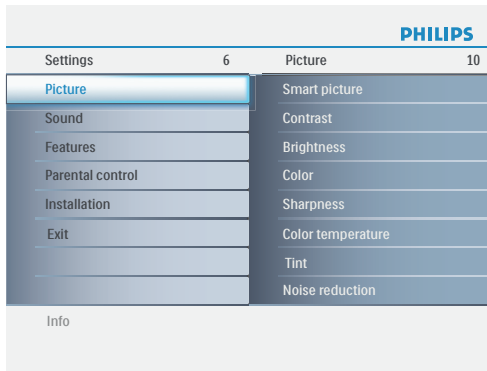 PHILIPS
Settings 6 Picture 10
Picture Smart picture
Sound Contrast
Features Brightness
Parental control Color
Installation Sharpness
Exit Color temperature
Tint
Noise reduction
Info